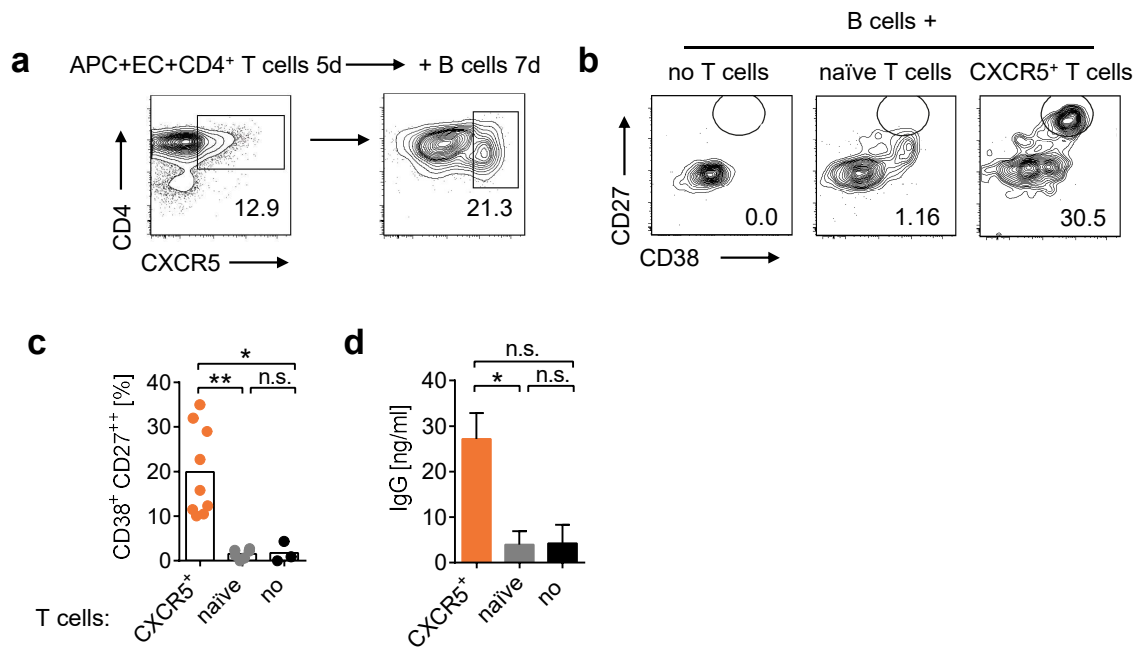 B cells +
a
APC+EC+CD4⁺ T cells 5d
+ B cells 7d
b
no T cells
naïve T cells
CXCR5⁺ T cells
CD4
12.9
21.3
CXCR5
CD27
0.0
1.16
30.5
CD38
c
CD38⁺ CD27⁺⁺ [%]
40
30
20
10
0
*
**
n.s.
CXCR5⁺
naïve
no
T cells:
d
IgG [ng/ml]
40
30
20
10
0
n.s.
*
n.s.
CXCR5⁺
naïve
no